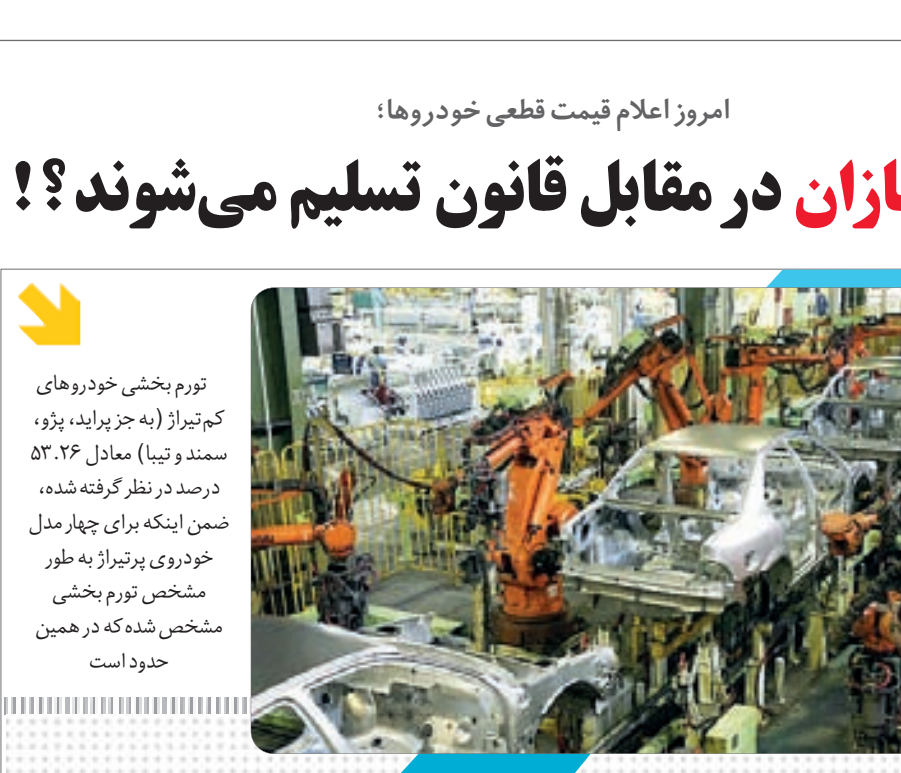 امروز اعلام قیمت قطعی خودروها؛
در مقابل قانون تسلیم می‌شوند؟!
تورم بخشی خودروهای
کم‌تیراژ (به جز پراید، پژو،
سمند و تیبا) معادل ۵۳.۲۶
درصد در نظر گرفته شده،
ضمن اینکه برای چهار مدل
خودروی پرتیراژ به طور
مشخص تورم بخشی
مشخص شده که در همین
حدود است